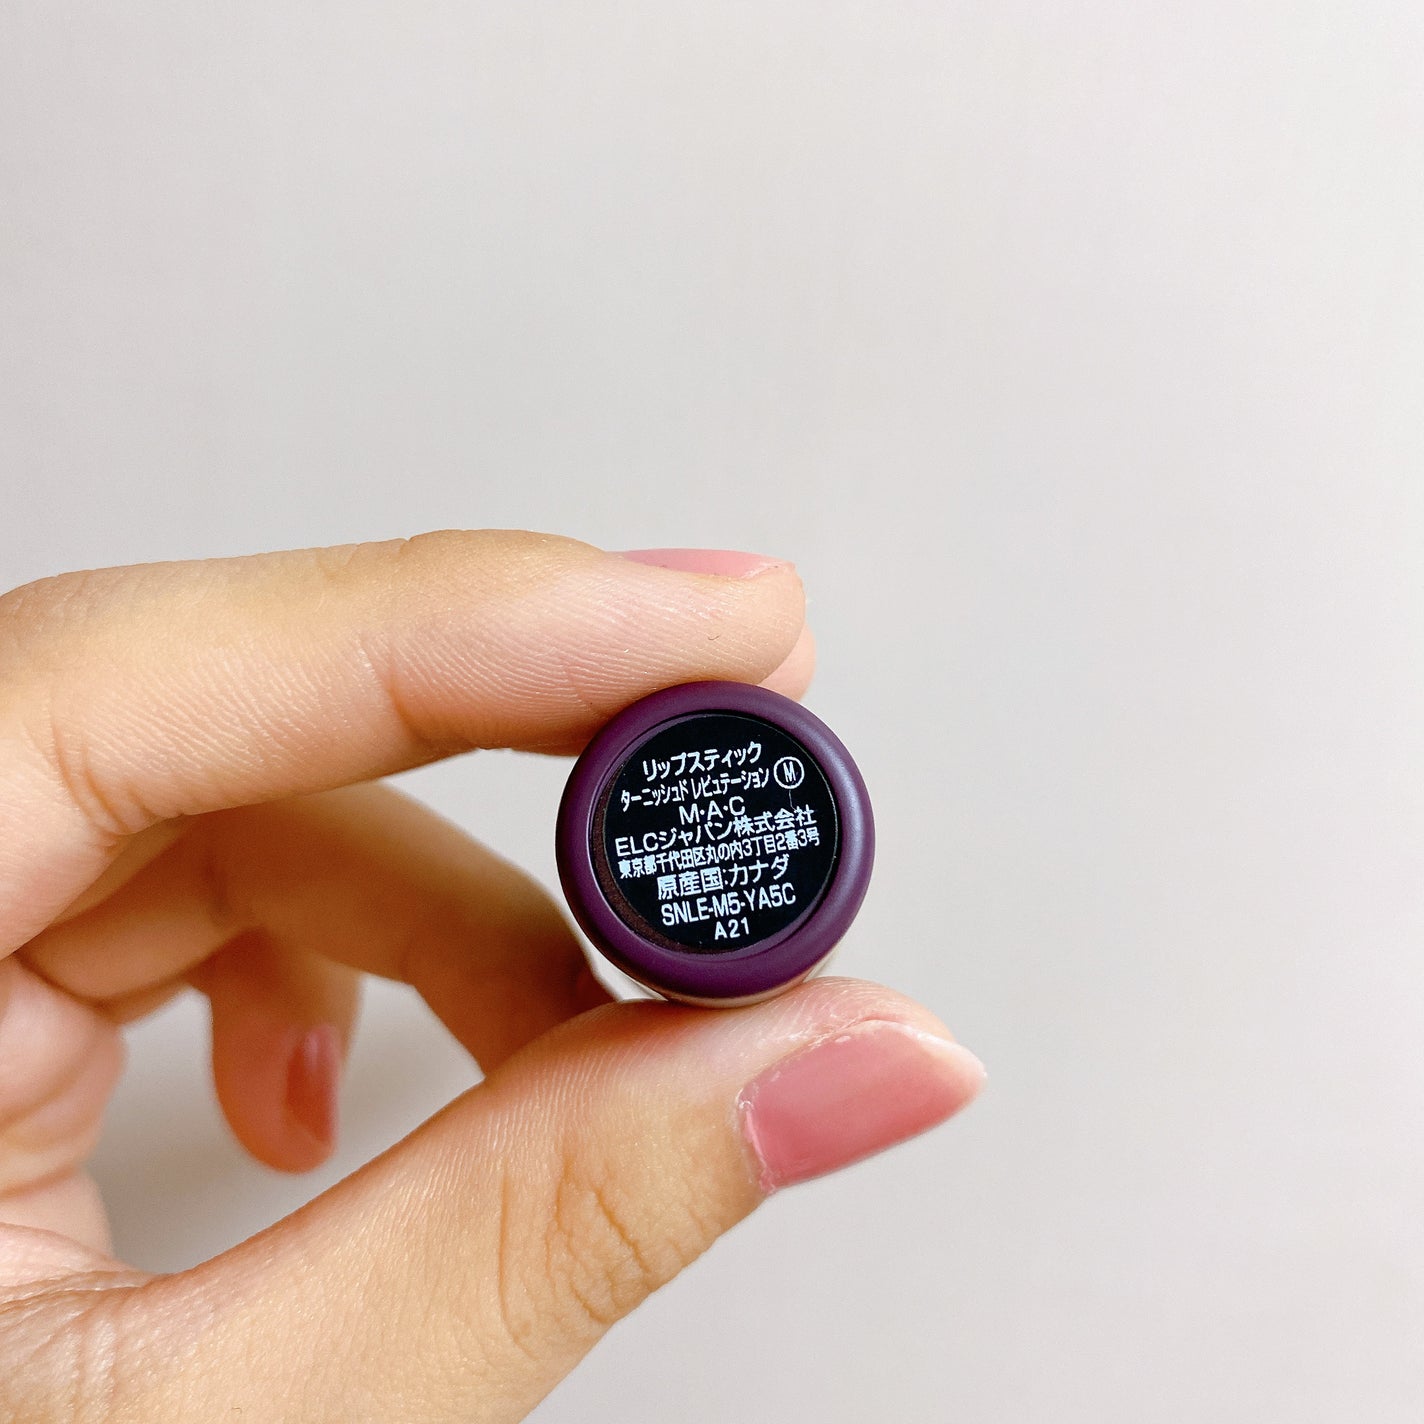 リップスティック
ターニッシュド レピュテーション Ⓜ
M・A・C
ELCジャパン株式会社
東京都千代田区丸の内3丁目2番3号
原産国:カナダ
SNLE-M5-YA5C
A21